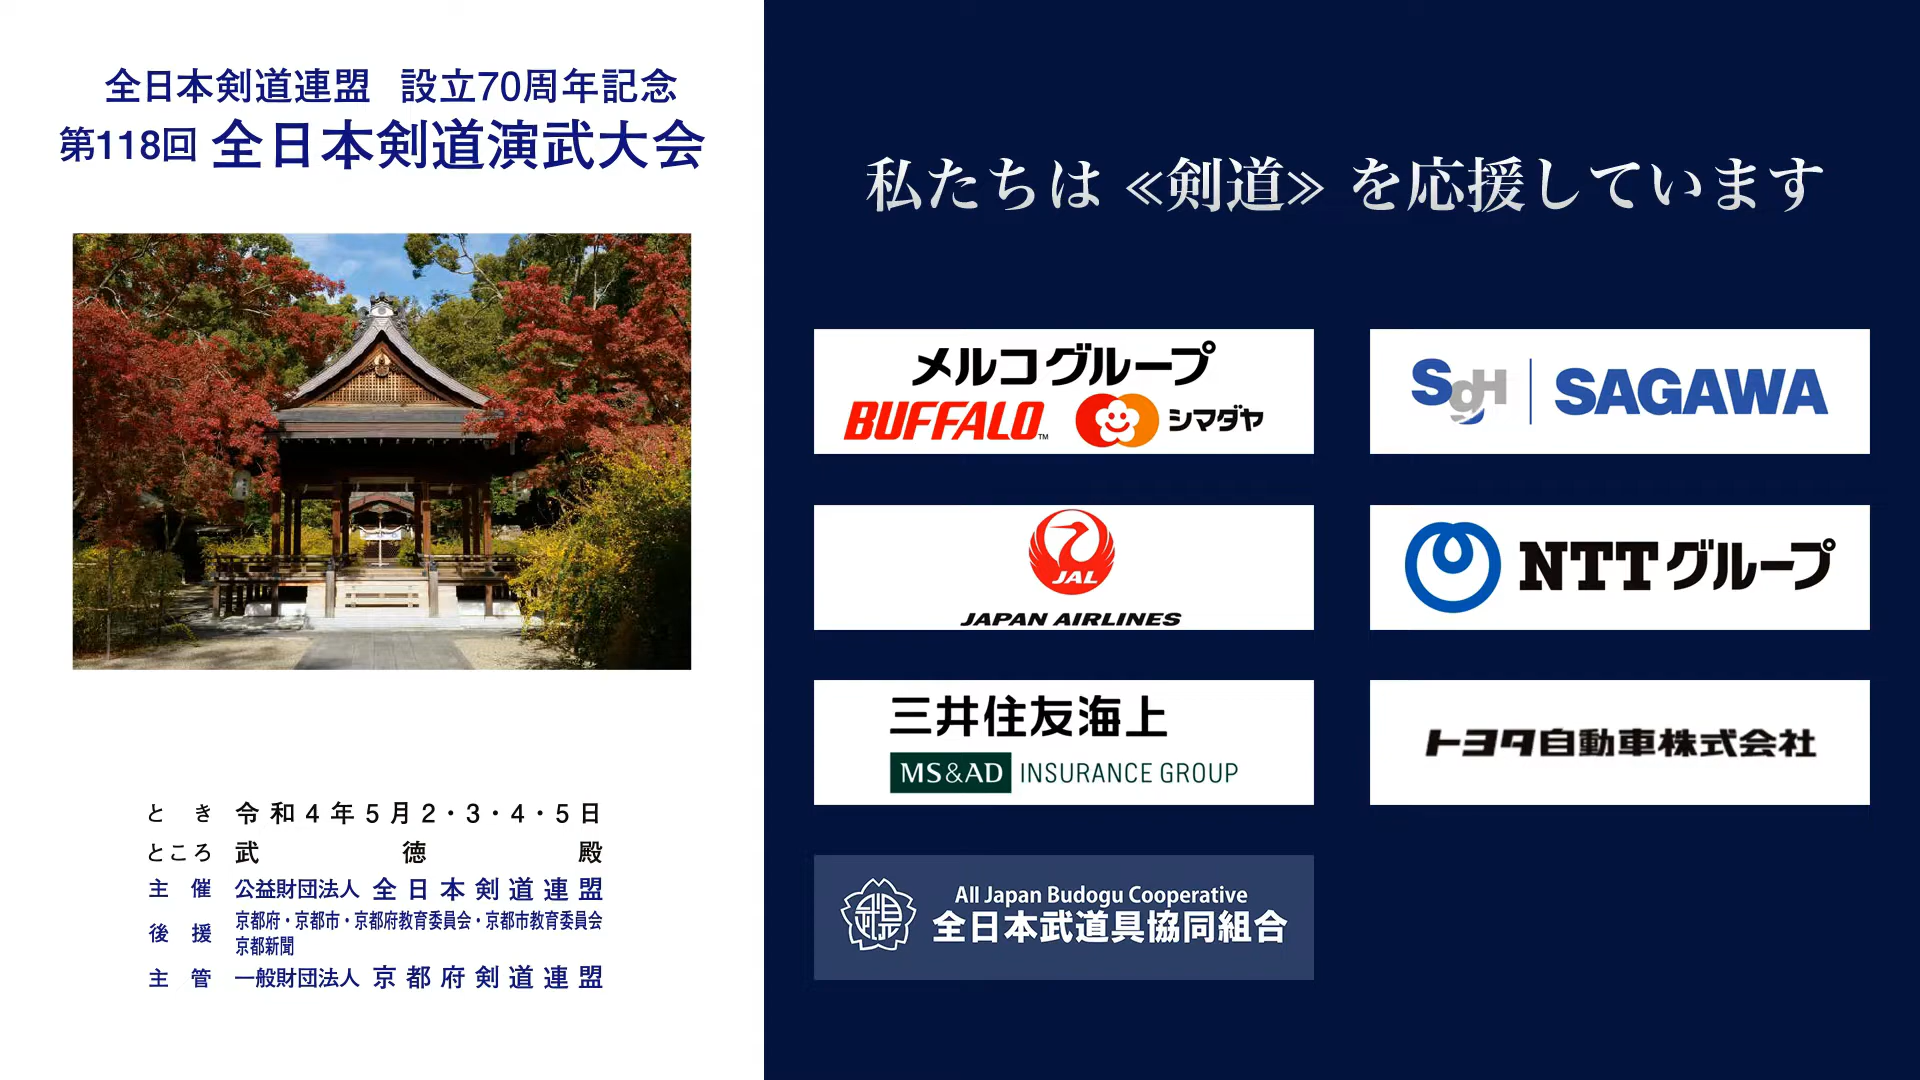 全日本剣道連盟 設立70周年記念
第118回 全日本剣道演武大会
とき 令和4年5月2・3・4・5日
ところ 武徳殿
主催 公益財団法人 全日本剣道連盟
後援 京都府・京都市・京都府教育委員会・京都市教育委員会
京都新聞
主管 一般財団法人 京都府剣道連盟
私たちは≪剣道≫を応援しています
メルコグループ
BUFFALO™ シマダヤ
SGH SAGAWA
JAL
JAPAN AIRLINES
NTTグループ
三井住友海上
MS&AD INSURANCE GROUP
トヨタ自動車株式会社
All Japan Budogu Cooperative
全日本武道具協同組合